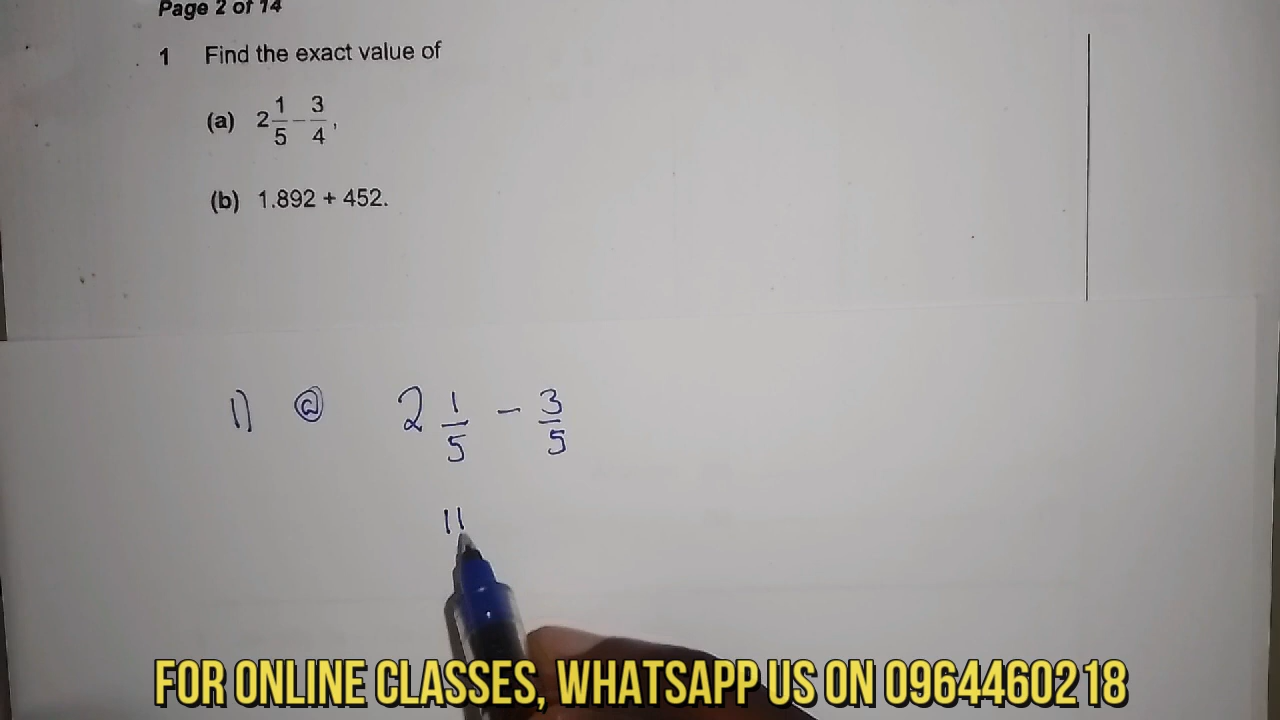 Page 2 of 14
1 Find the exact value of
(a) 2 1/5 − 3/4,
(b) 1.892 + 452.
1) (a) 2 1/5 − 3/5
11
FOR ONLINE CLASSES, WHATSAPP US ON 0964460218